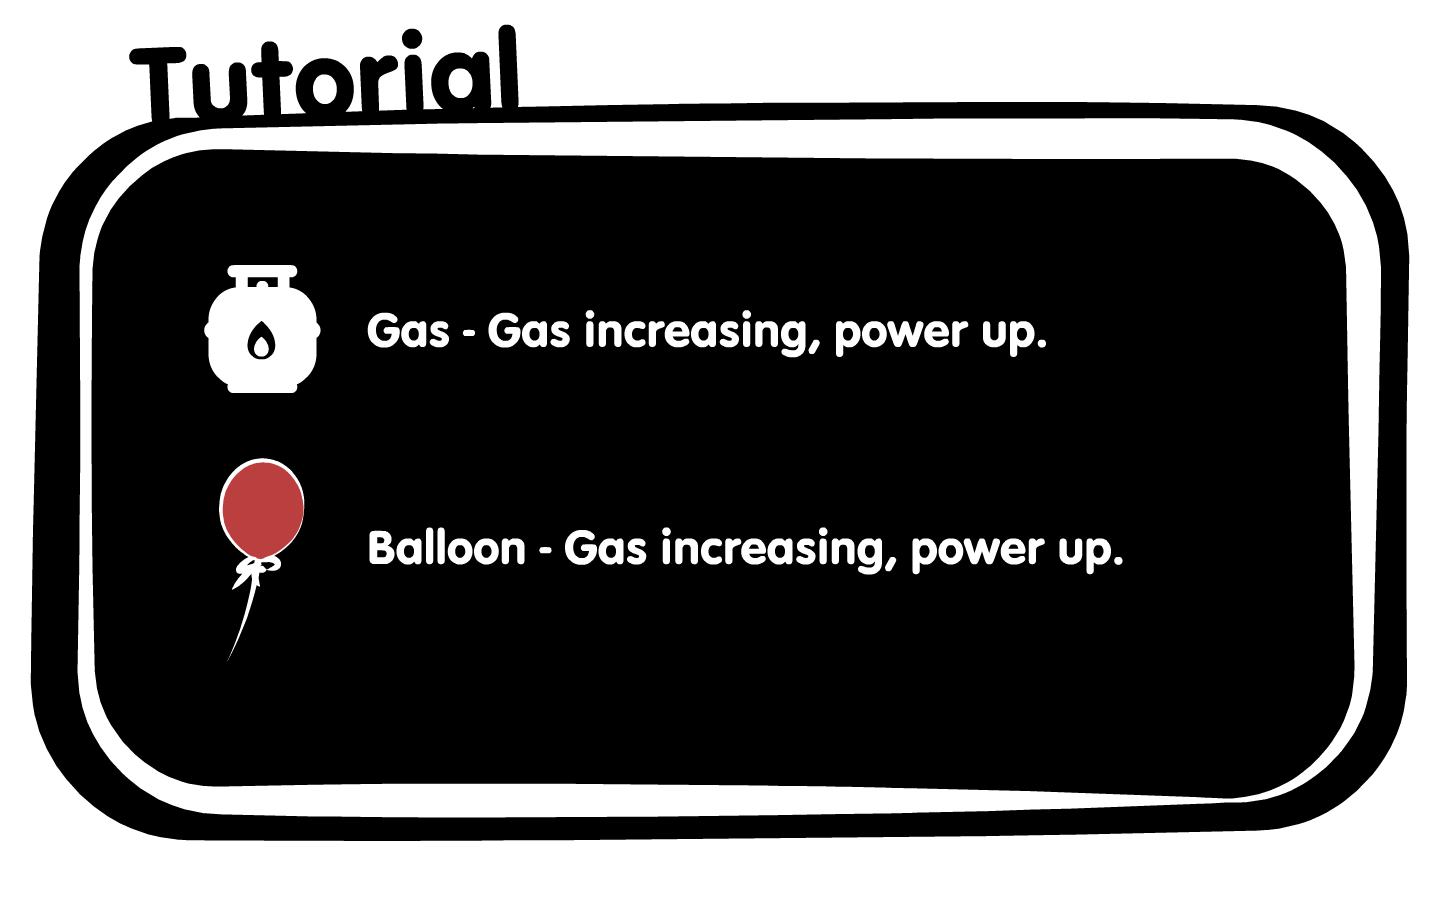 Tutorial
Gas - Gas increasing, power up.
Balloon - Gas increasing, power up.